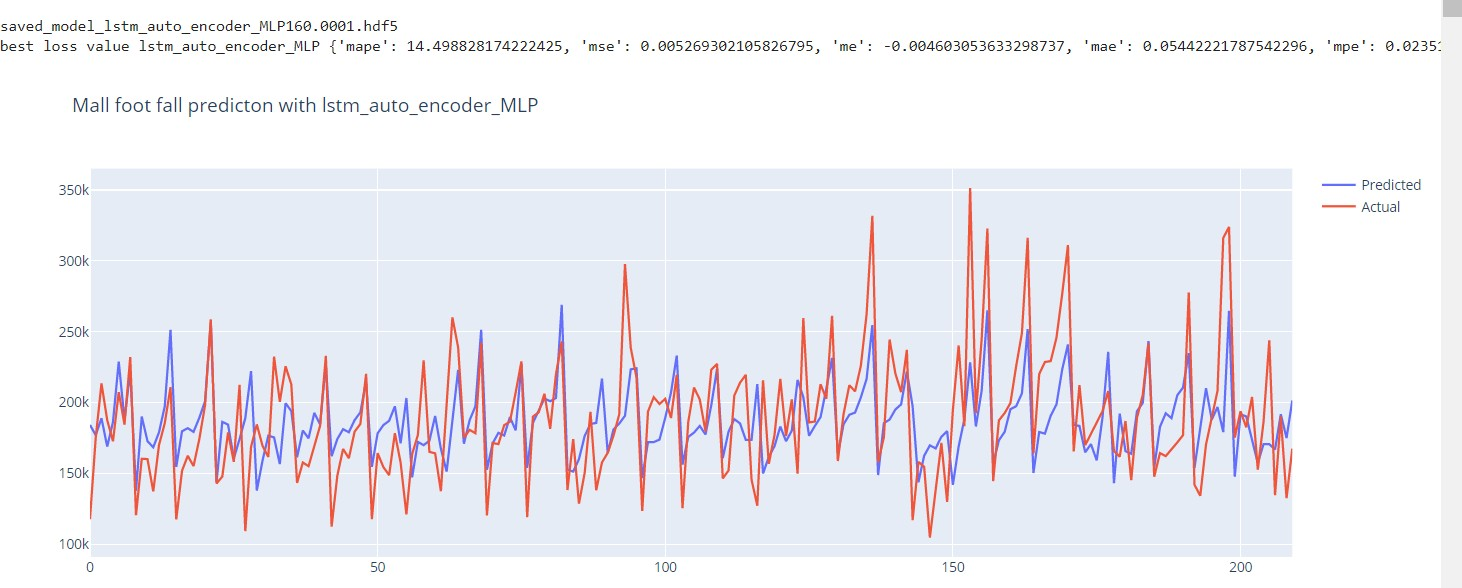 saved_model_lstm_auto_encoder_MLP160.0001.hdf5
best loss value lstm_auto_encoder_MLP {'mape': 14.498828174222425, 'mse': 0.005269302105826795, 'me': -0.004603053633298737, 'mae': 0.05442221787542296, 'mpe': 0.02351
Mall foot fall predicton with lstm_auto_encoder_MLP
350k
300k
250k
200k
150k
100k
0
50
100
150
200
Predicted
Actual